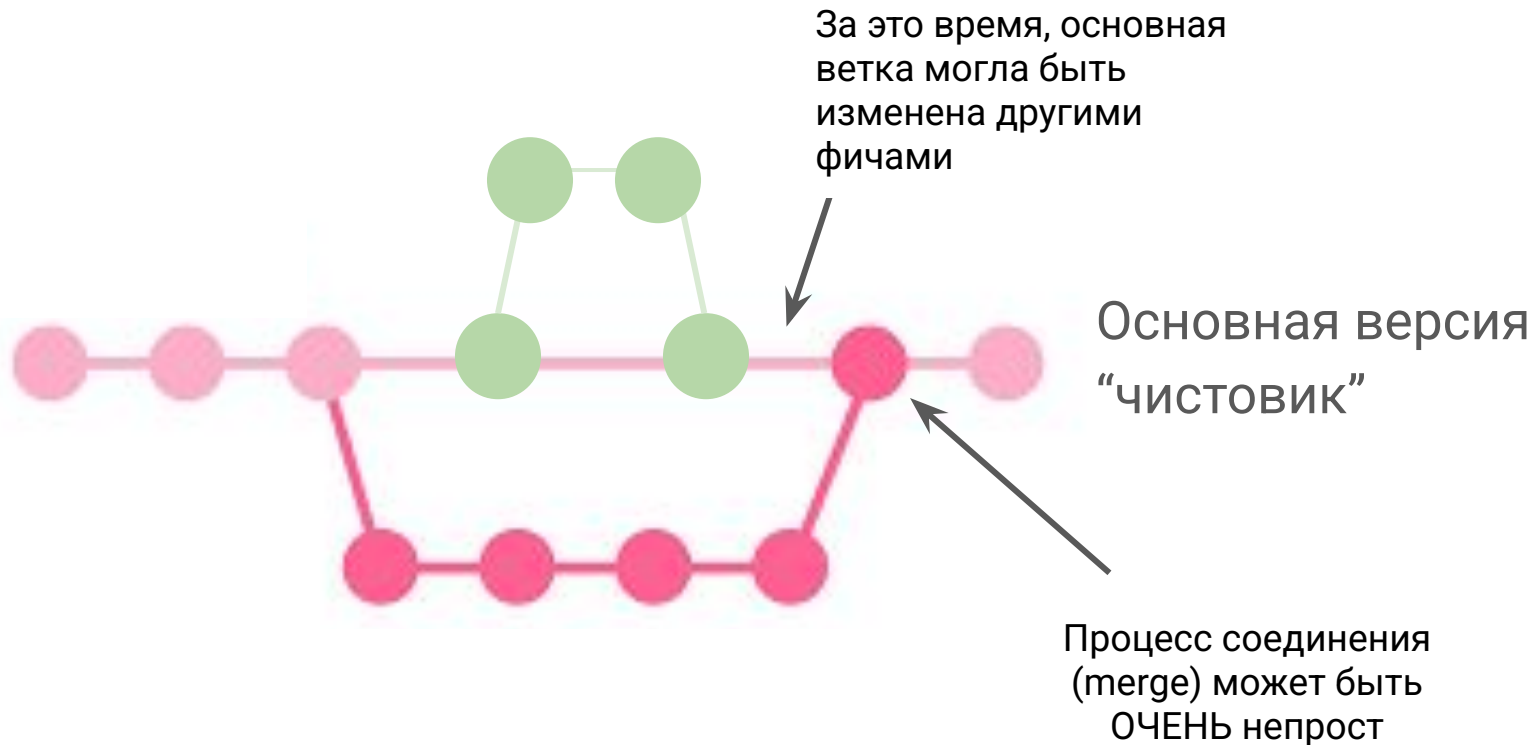 За это время, основная
ветка могла быть
изменена другими
фичами
Основная версия
“чистовик”
Процесс соединения
(merge) может быть
ОЧЕНЬ непрост